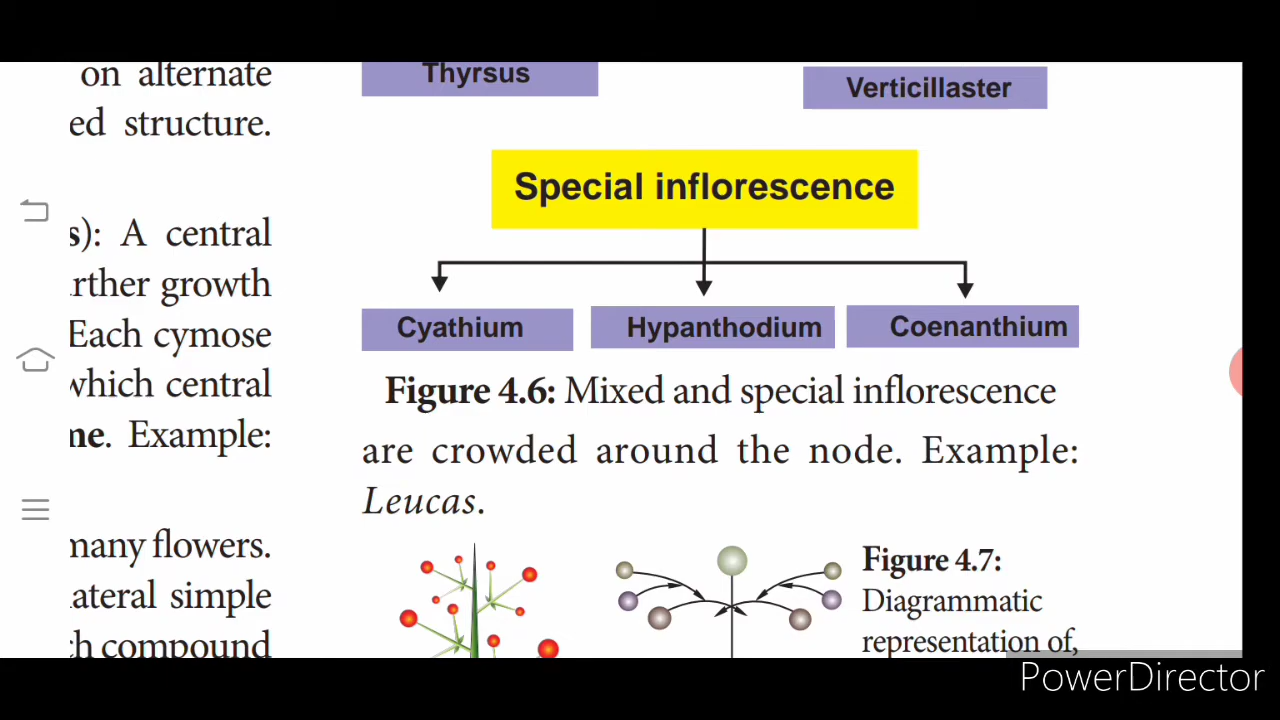 on alternate
ed structure.
s): A central
rther growth
Each cymose
which central
ne. Example:
many flowers.
ateral simple
ch compound
Thyrsus
Verticillaster
Special inflorescence
Cyathium
Hypanthodium
Coenanthium
Figure 4.6: Mixed and special inflorescence
are crowded around the node. Example:
Leucas.
Figure 4.7:
Diagrammatic
representation of,
PowerDirector